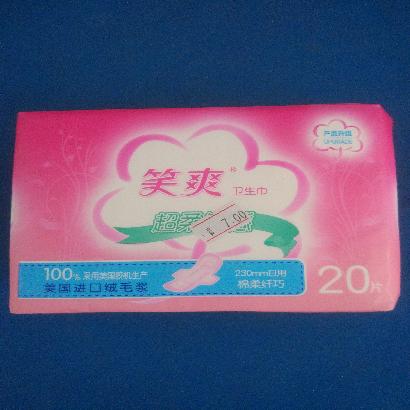 产品升级
UPGRADE
笑爽®
卫生巾
超柔
7.00
100% 采用美国原机生产
美国进口绒毛浆
230mm日用
棉柔纤巧
20片